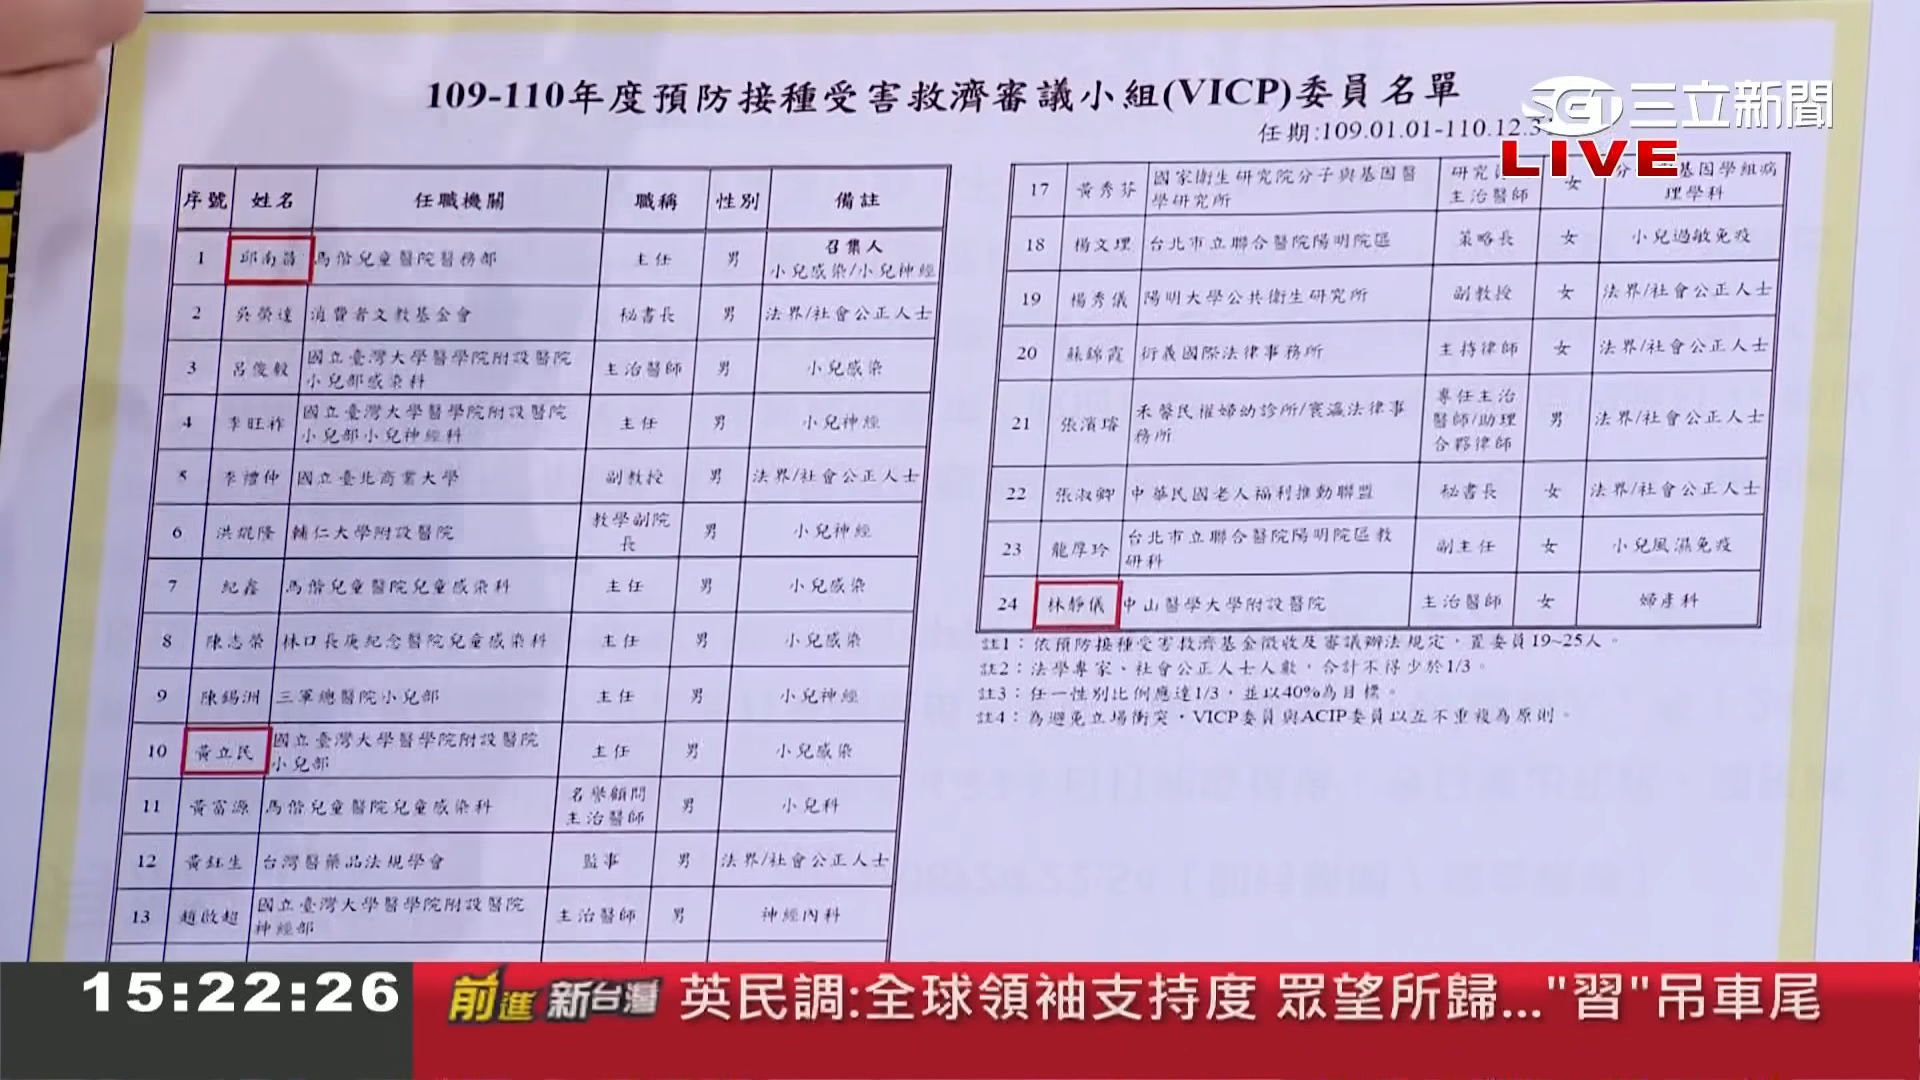 109-110年度預防接種受害救濟審議小組(VICP)委員名單
任期:109.01.01-110.12.3
SET三立新聞
LIVE
序號 姓名 任職機關 職稱 性別 備註
1 邱南昌 馬偕兒童醫院醫務部 主任 男 召集人
小兒感染/小兒神經
2 吳榮達 消費者文教基金會 秘書長 男 法界/社會公正人士
3 呂俊毅 國立臺灣大學醫學院附設醫院
小兒部感染科 主治醫師 男 小兒感染
4 李旺祚 國立臺灣大學醫學院附設醫院
小兒部小兒神經科 主任 男 小兒神經
5 李禮仲 國立臺北商業大學 副教授 男 法界/社會公正人士
6 洪焜隆 輔仁大學附設醫院 教學副院
長 男 小兒神經
7 紀鑫 馬偕兒童醫院兒童感染科 主任 男 小兒感染
8 陳志榮 林口長庚紀念醫院兒童感染科 主任 男 小兒感染
9 陳錫洲 三軍總醫院小兒部 主任 男 小兒神經
10 黃立民 國立臺灣大學醫學院附設醫院
小兒部 主任 男 小兒感染
11 黃富源 馬偕兒童醫院兒童感染科 名譽顧問
主治醫師 男 小兒科
12 黃鈺生 台灣醫藥品法規學會 監事 男 法界/社會公正人士
13 趙啟超 國立臺灣大學醫學院附設醫院
神經部 主治醫師 男 神經內科
17 黃秀芬 國家衛生研究院分子與基因醫
學研究所 研究
主治醫師 女 分 基因學組病
理學科
18 楊文理 台北市立聯合醫院陽明院區 策略長 女 小兒過敏免疫
19 楊秀儀 陽明大學公共衛生研究所 副教授 女 法界/社會公正人士
20 蘇錦霞 衍義國際法律事務所 主持律師 女 法界/社會公正人士
21 張濱璿 禾馨民權婦幼診所/寰瀛法律事
務所 專任主治
醫師/助理
合夥律師 男 法界/社會公正人士
22 張淑卿 中華民國老人福利推動聯盟 秘書長 女 法界/社會公正人士
23 龍厚玲 台北市立聯合醫院陽明院區教
研科 副主任 女 小兒風濕免疫
24 林靜儀 中山醫學大學附設醫院 主治醫師 女 婦產科
註1：依預防接種受害救濟基金徵收及審議辦法規定，置委員19~25人。
註2：法學專家、社會公正人士人數，合計不得少於1/3。
註3：任一性別比例應達1/3，並以40%為目標。
註4：為避免立場衝突，VICP委員與ACIP委員以互不重複為原則。
15:22:26
前進新台灣
英民調:全球領袖支持度 眾望所歸..."習"吊車尾